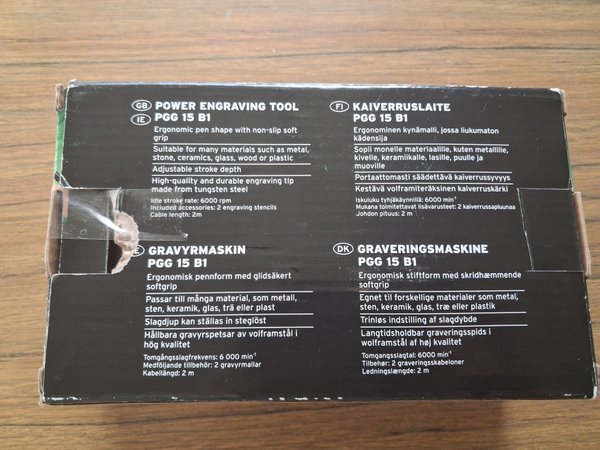 GB POWER ENGRAVING TOOL
IE PGG 15 B1
Ergonomic pen shape with non-slip soft
grip
Suitable for many materials such as metal,
stone, ceramics, glass, wood or plastic
Adjustable stroke depth
High-quality and durable engraving tip
made from tungsten steel
Idle stroke rate: 6000 rpm
Included accessories: 2 engraving stencils
Cable length: 2m
FI KAIVERRUSLAITE
PGG 15 B1
Ergonominen kynämalli, jossa liukumaton
kädensija
Sopii monelle materiaalille, kuten metallille,
kivelle, keramiikalle, lasille, puulle ja
muoville
Portaattomasti säädettävä kaiverrussyvyys
Kestävä volframiteräksinen kaiverruskärki
Iskuluku tyhjäkäynnillä: 6000 min⁻¹
Mukana toimitettavat lisävarusteet: 2 kaiverrussapluunaa
Johdon pituus: 2 m
GRAVYRMASKIN
PGG 15 B1
Ergonomisk pennform med glidsäkert
softgrip
Passar till många material, som metall,
sten, keramik, glas, trä eller plast
Slagdjup kan ställas in steglöst
Hållbara gravyrspetsar av volframstål i
hög kvalitet
Tomgångsslagfrekvens: 6 000 min⁻¹
Medföljande tillbehör: 2 gravyrmallar
Kabellängd: 2 m
DK GRAVERINGSMASKINE
PGG 15 B1
Ergonomisk stiftform med skridhæmmende
softgrip
Egnet til forskellige materialer som metal,
sten, keramik, glas, træ eller plastik
Trinløs indstilling af slagdybde
Langtidsholdbar graveringsspids i
wolframstål af høj kvalitet
Tomgangsslagtal: 6000 min⁻¹
Tilbehør: 2 graveringsskabeloner
Ledningslængde: 2 m